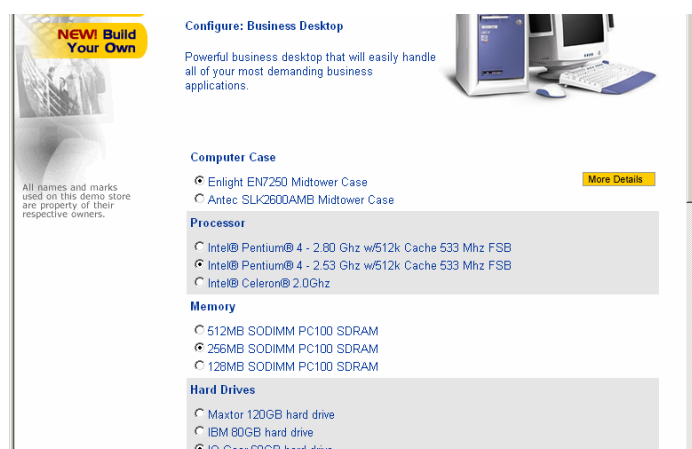 NEW! Build
Your Own
Configure: Business Desktop
Powerful business desktop that will easily handle
all of your most demanding business
applications.
All names and marks
used on this demo store
are property of their
respective owners.
Computer Case
Enlight EN7250 Midtower Case
More Details
Antec SLK2600AMB Midtower Case
Processor
Intel® Pentium® 4 - 2.80 Ghz w/512k Cache 533 Mhz FSB
Intel® Pentium® 4 - 2.53 Ghz w/512k Cache 533 Mhz FSB
Intel® Celeron® 2.0Ghz
Memory
512MB SODIMM PC100 SDRAM
256MB SODIMM PC100 SDRAM
128MB SODIMM PC100 SDRAM
Hard Drives
Maxtor 120GB hard drive
IBM 80GB hard drive
hard drive